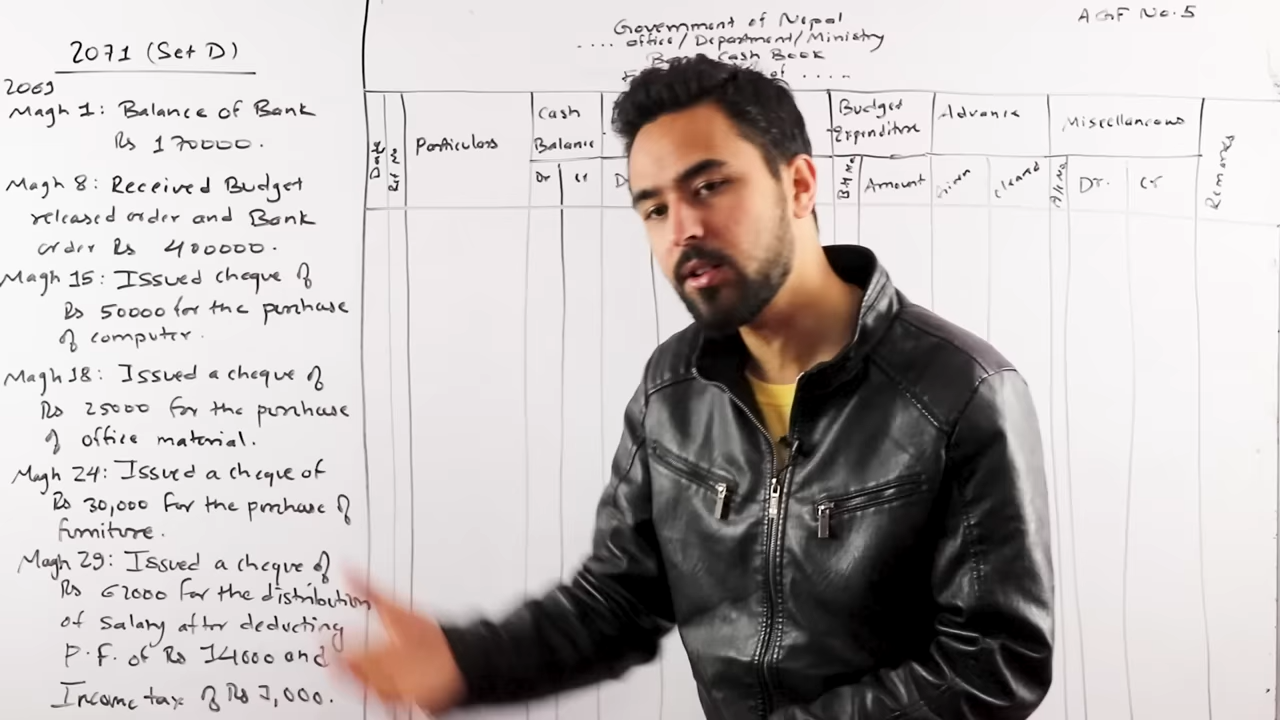 2071 (Set D)
2069
Magh 1: Balance of Bank
Rs 170000.
Magh 8: Received Budget
released order and Bank
order Rs 400000.
Magh 15: Issued cheque of
Rs 50000 for the purchase
of computer.
Magh 18: Issued a cheque of
Rs 25000 for the purchase
of office material.
Magh 24: Issued a cheque of
Rs 30,000 for the purchase of
furniture.
Magh 29: Issued a cheque of
Rs 62000 for the distribution
of salary after deducting
P.F. of Rs 14000 and
Income tax of Rs 1,000.
AGF No. 5
Government of Nepal
.... office/Department/Ministry
Cash Book
of ....
Date
Ref No
Particulars
Cash
Balance
Dr
Cr
D
Budget
Expenditure
Amount
Advance
Given
cleared
Miscellaneous
Dr.
Cr
Remarks